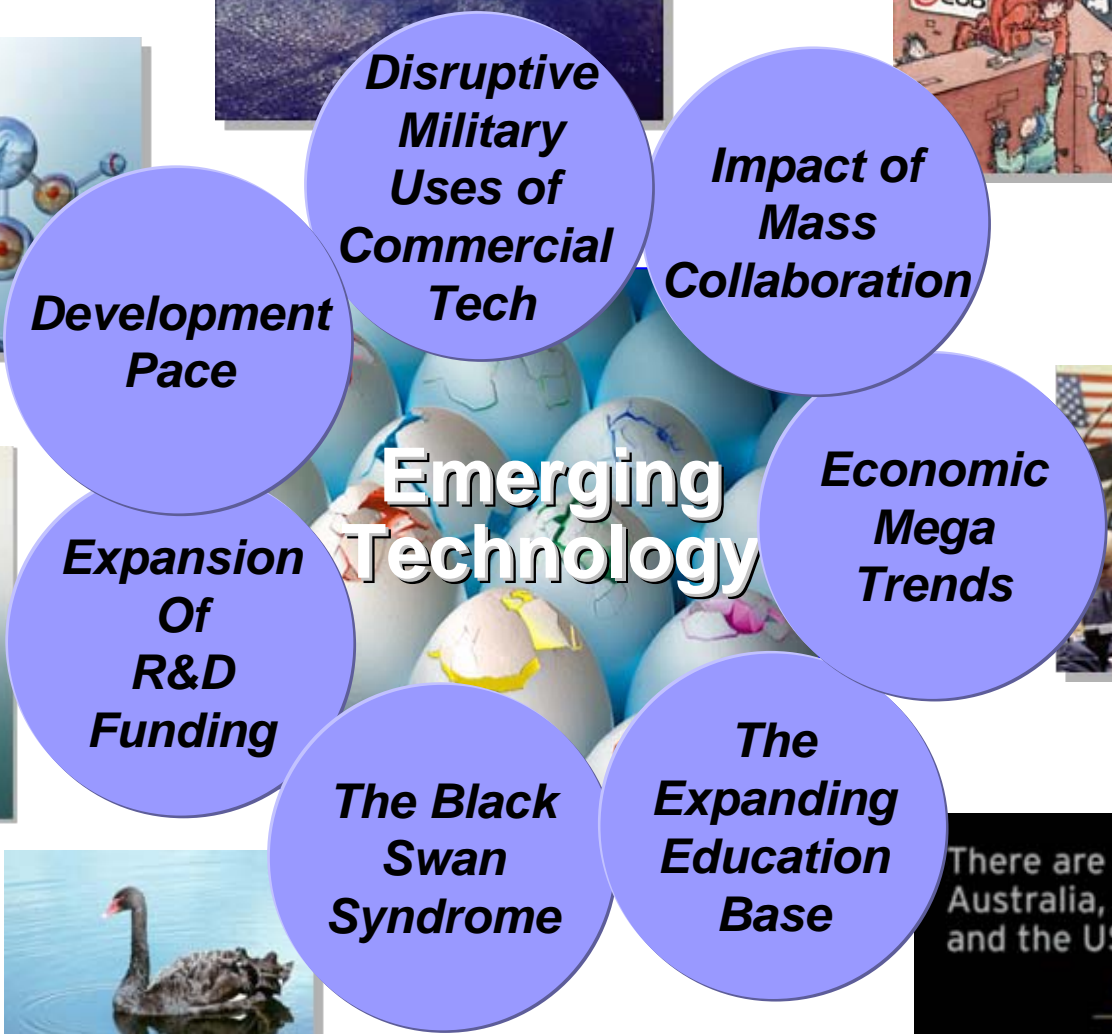 Disruptive
Military
Uses of
Commercial
Tech
Impact of
Mass
Collaboration
Development
Pace
Emerging
Technology
Economic
Mega
Trends
Expansion
Of
R&D
Funding
The Black
Swan
Syndrome
The
Expanding
Education
Base
There are
Australia,
and the